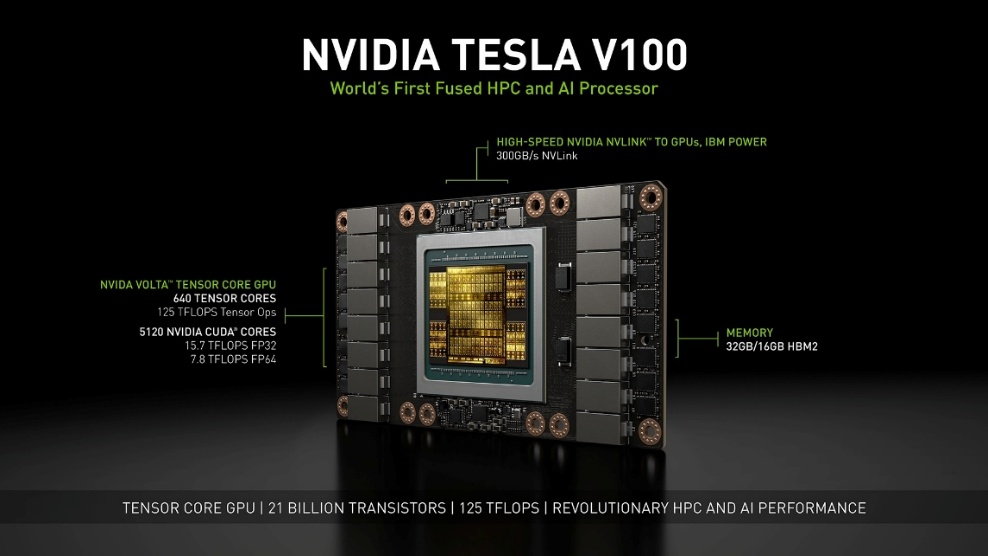 NVIDIA TESLA V100
World's First Fused HPC and AI Processor
HIGH-SPEED NVIDIA NVLINK™ TO GPUs, IBM POWER
300GB/s NVLink
NVIDA VOLTA™ TENSOR CORE GPU
640 TENSOR CORES
125 TFLOPS Tensor Ops
5120 NVIDIA CUDA® CORES
15.7 TFLOPS FP32
7.8 TFLOPS FP64
MEMORY
32GB/16GB HBM2
TENSOR CORE GPU | 21 BILLION TRANSISTORS | 125 TFLOPS | REVOLUTIONARY HPC AND AI PERFORMANCE